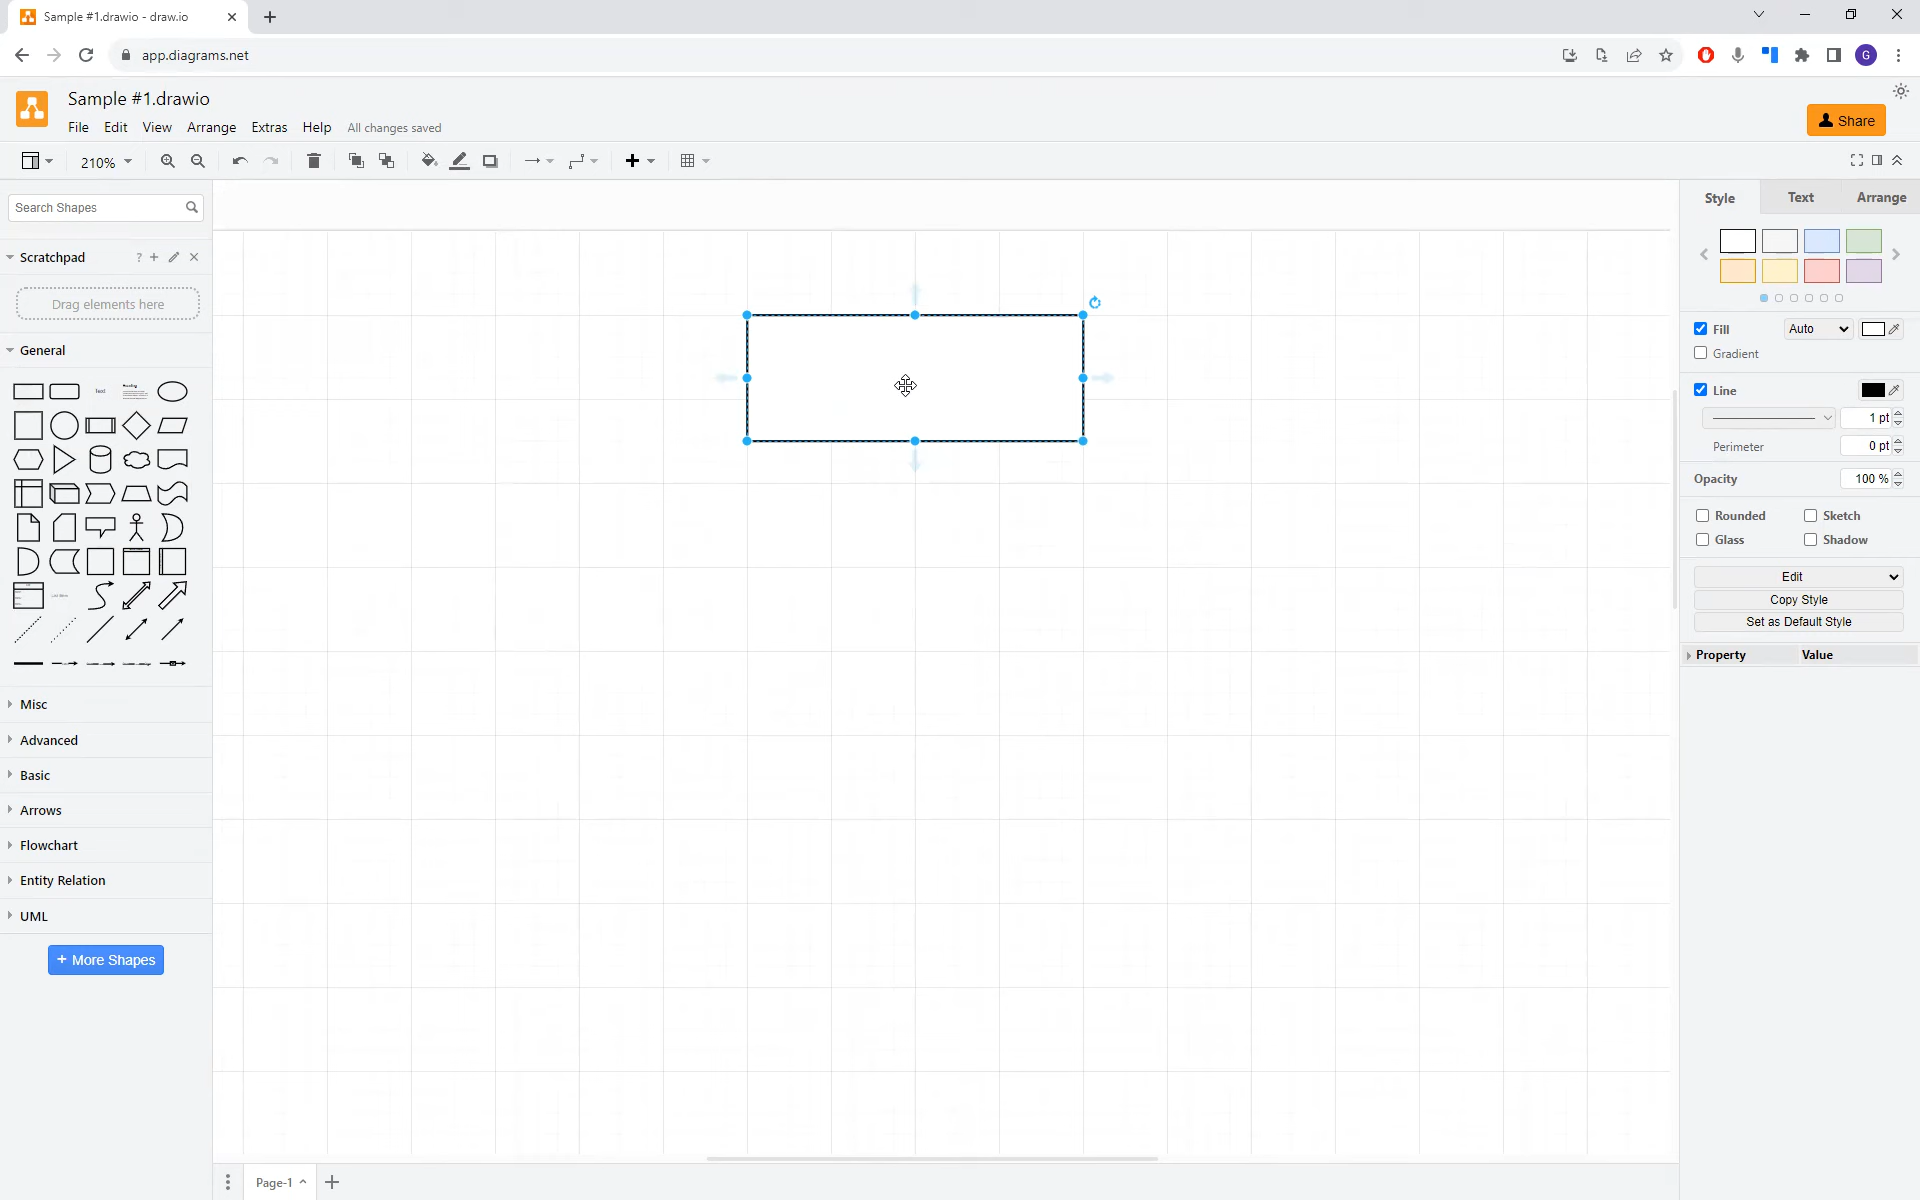 Sample #1.drawio - draw.io
app.diagrams.net
G
Sample #1.drawio
File Edit View Arrange Extras Help All changes saved
Share
210%
Search Shapes
Style Text Arrange
Scratchpad ?
Drag elements here
General
Text
Heading
Fill Auto
Gradient
Line
1 pt
Perimeter 0 pt
Opacity 100 %
Rounded Sketch
Glass Shadow
Edit
Copy Style
Set as Default Style
Property Value
Misc
Advanced
Basic
Arrows
Flowchart
Entity Relation
UML
+ More Shapes
Page-1